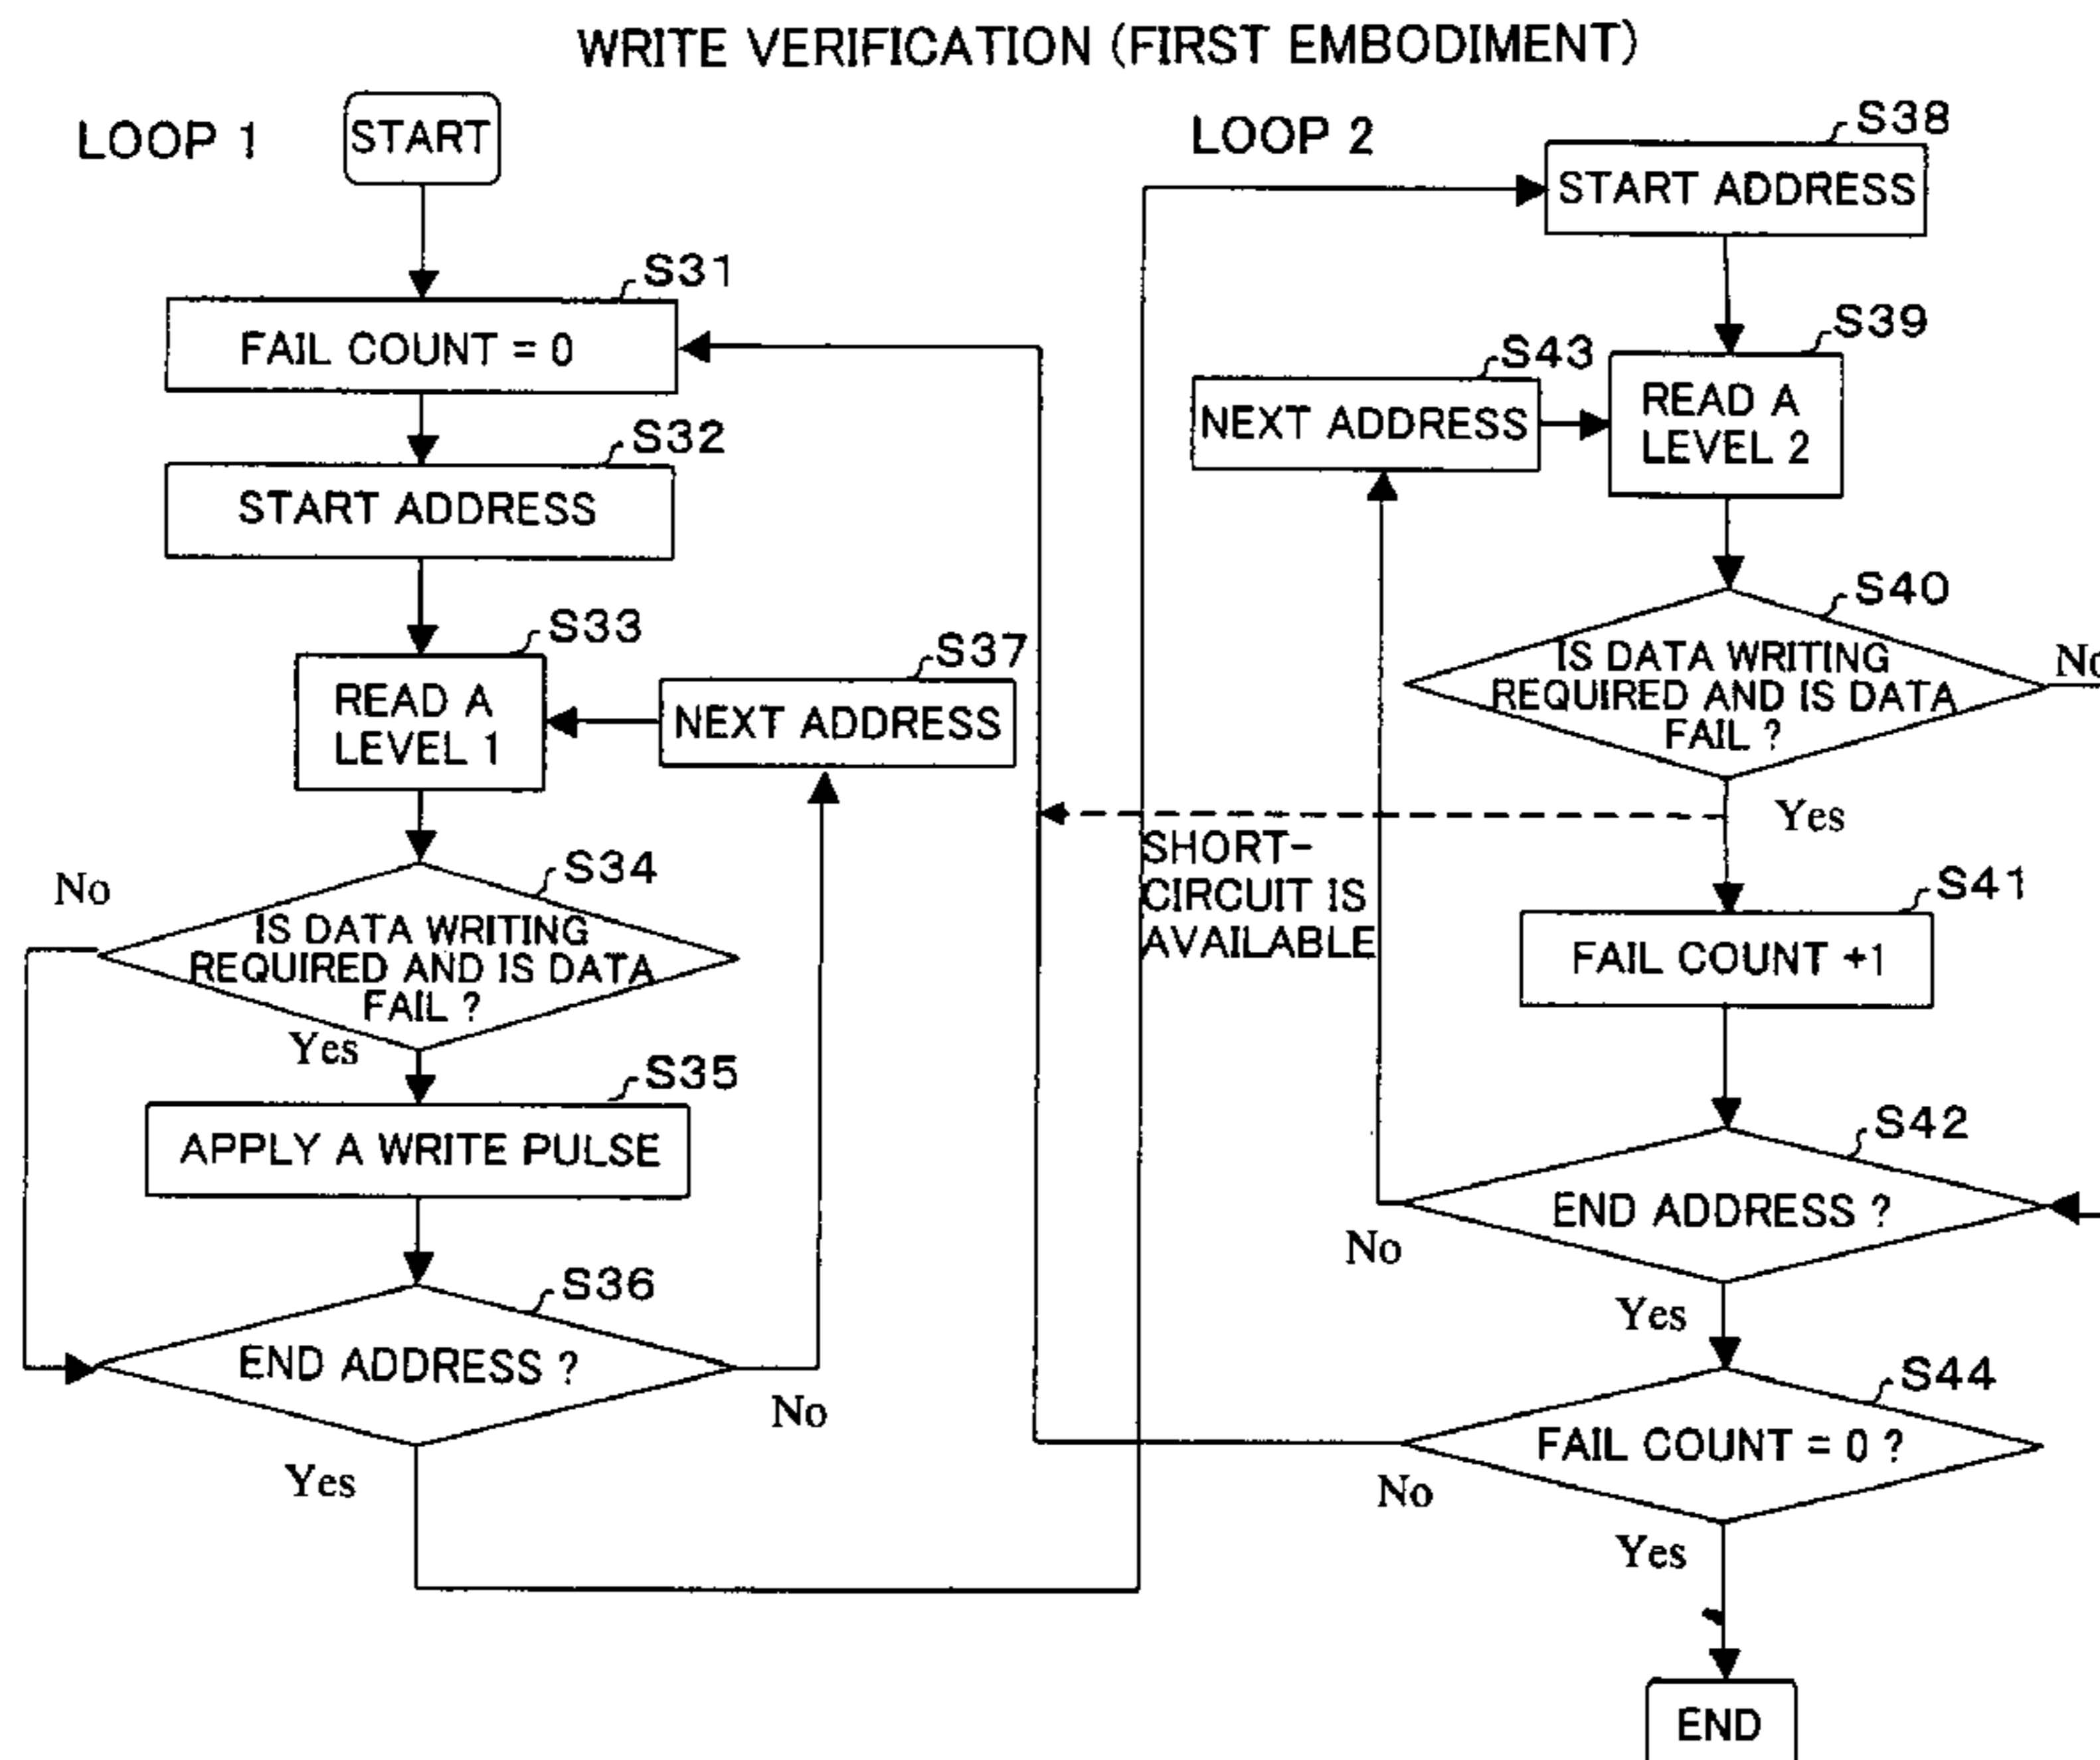 WRITE VERIFICATION (FIRST EMBODIMENT)
LOOP 1
START
S31
FAIL COUNT = 0
S32
START ADDRESS
S33
READ A
LEVEL 1
S37
NEXT ADDRESS
S34
No
IS DATA WRITING
REQUIRED AND IS DATA
FAIL ?
Yes
S35
APPLY A WRITE PULSE
S36
END ADDRESS ?
No
Yes
LOOP 2
S38
START ADDRESS
S39
READ A
LEVEL 2
S43
NEXT ADDRESS
S40
IS DATA WRITING
REQUIRED AND IS DATA
FAIL ?
No
Yes
SHORT-
CIRCUIT IS
AVAILABLE
S41
FAIL COUNT +1
S42
END ADDRESS ?
No
Yes
S44
FAIL COUNT = 0 ?
No
Yes
END